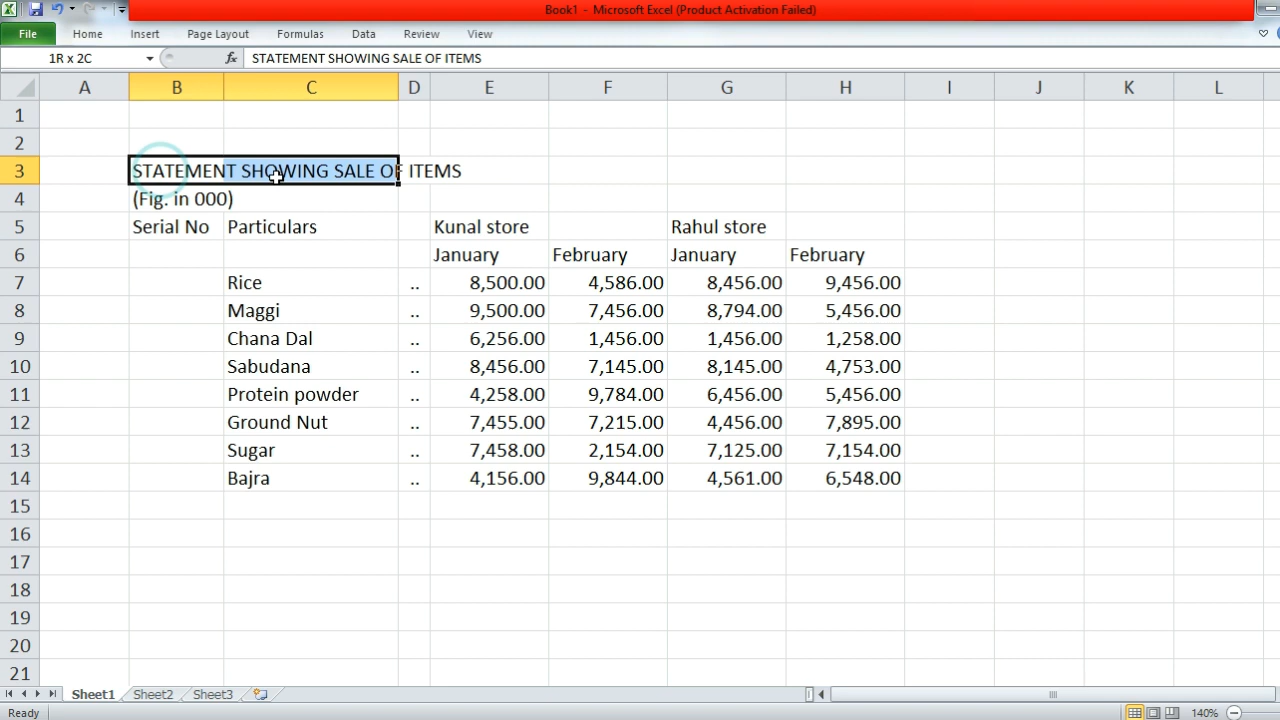 Book1 - Microsoft Excel (Product Activation Failed)
File Home Insert Page Layout Formulas Data Review View
1R x 2C fx STATEMENT SHOWING SALE OF ITEMS
A B C D E F G H I J K L
1
2
3 STATEMENT SHOWING SALE OF ITEMS
4 (Fig. in 000)
5 Serial No Particulars Kunal store Rahul store
6 January February January February
7 Rice .. 8,500.00 4,586.00 8,456.00 9,456.00
8 Maggi .. 9,500.00 7,456.00 8,794.00 5,456.00
9 Chana Dal .. 6,256.00 1,456.00 1,456.00 1,258.00
10 Sabudana .. 8,456.00 7,145.00 8,145.00 4,753.00
11 Protein powder .. 4,258.00 9,784.00 6,456.00 5,456.00
12 Ground Nut .. 7,455.00 7,215.00 4,456.00 7,895.00
13 Sugar .. 7,458.00 2,154.00 7,125.00 7,154.00
14 Bajra .. 4,156.00 9,844.00 4,561.00 6,548.00
15
16
17
18
19
20
21
Sheet1 Sheet2 Sheet3
Ready 140%